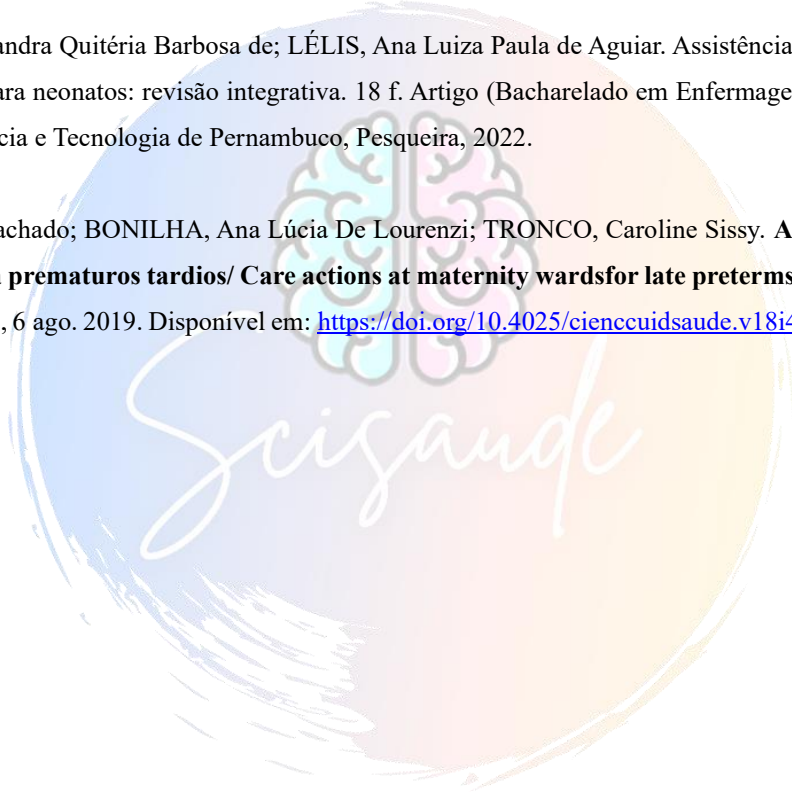 andra Quitéria Barbosa de; LÉLIS, Ana Luiza Paula de Aguiar. Assistência
ara neonatos: revisão integrativa. 18 f. Artigo (Bacharelado em Enfermage
cia e Tecnologia de Pernambuco, Pesqueira, 2022.
achado; BONILHA, Ana Lúcia De Lourenzi; TRONCO, Caroline Sissy. A
prematuros tardios/ Care actions at maternity wardsfor late preterms
, 6 ago. 2019. Disponível em: https://doi.org/10.4025/cienccuidsaude.v18i4
Scisaude